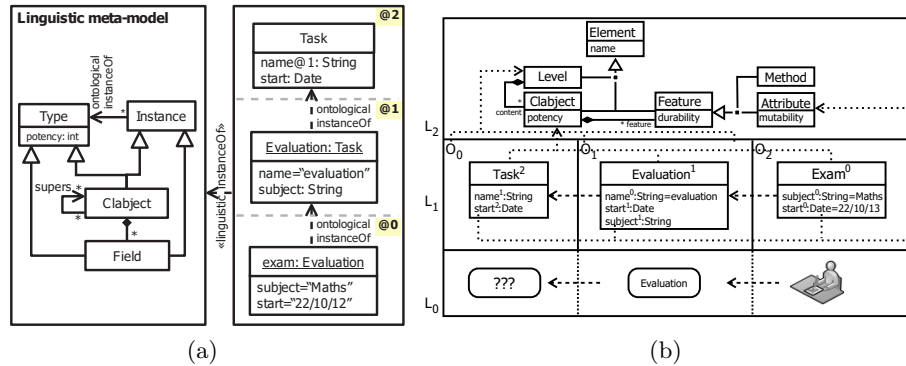 Linguistic meta-model
Type
potency: int
ontological
instanceOf
*
Instance
supers
*
*
Clabject
*
Field
«linguistic instanceOf»
@2
Task
name@1: String
start: Date
@1
ontological
instanceOf
Evaluation: Task
name="evaluation"
subject: String
@0
ontological
instanceOf
exam: Evaluation
subject="Maths"
start="22/10/12"
(a)
Element
name
Level
*
content
Clabject
potency
* feature
Feature
durability
Method
Attribute
mutability
L2
O0
O1
O2
L1
Task²
name¹:String
start²:Date
Evaluation¹
name⁰:String=evaluation
start¹:Date
subject¹:String
Exam⁰
subject⁰:String=Maths
start⁰:Date=22/10/13
L0
???
Evaluation
(b)